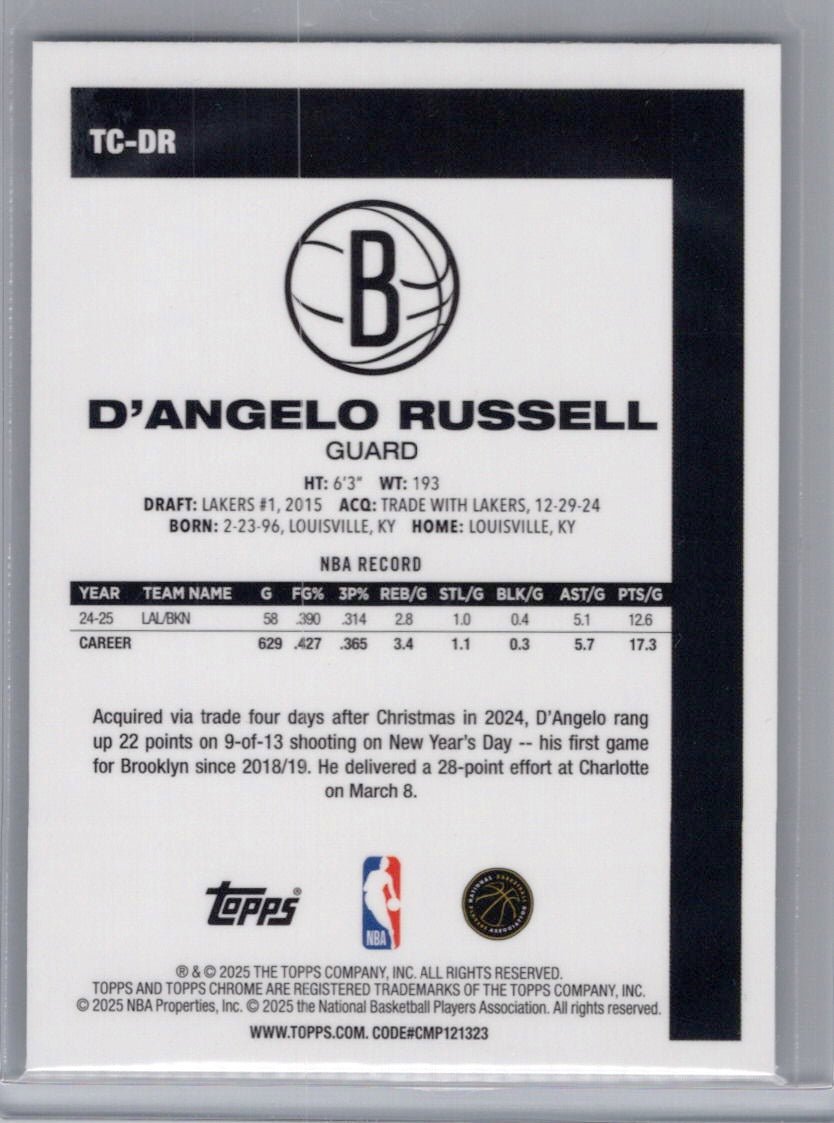 TC-DR
B
D'ANGELO RUSSELL
GUARD
HT: 6'3" WT: 193
DRAFT: LAKERS #1, 2015 ACQ: TRADE WITH LAKERS, 12-29-24
BORN: 2-23-96, LOUISVILLE, KY HOME: LOUISVILLE, KY
NBA RECORD
YEAR TEAM NAME G FG% 3P% REB/G STL/G BLK/G AST/G PTS/G
24-25 LAL/BKN 58 .390 .314 2.8 1.0 0.4 5.1 12.6
CAREER 629 .427 .365 3.4 1.1 0.3 5.7 17.3
Acquired via trade four days after Christmas in 2024, D'Angelo rang
up 22 points on 9-of-13 shooting on New Year's Day -- his first game
for Brooklyn since 2018/19. He delivered a 28-point effort at Charlotte
on March 8.
Topps®
NBA
NATIONAL BASKETBALL PLAYERS ASSOCIATION
® & © 2025 THE TOPPS COMPANY, INC. ALL RIGHTS RESERVED.
TOPPS AND TOPPS CHROME ARE REGISTERED TRADEMARKS OF THE TOPPS COMPANY, INC.
© 2025 NBA Properties, Inc. © 2025 the National Basketball Players Association. All rights reserved.
WWW.TOPPS.COM. CODE#CMP121323